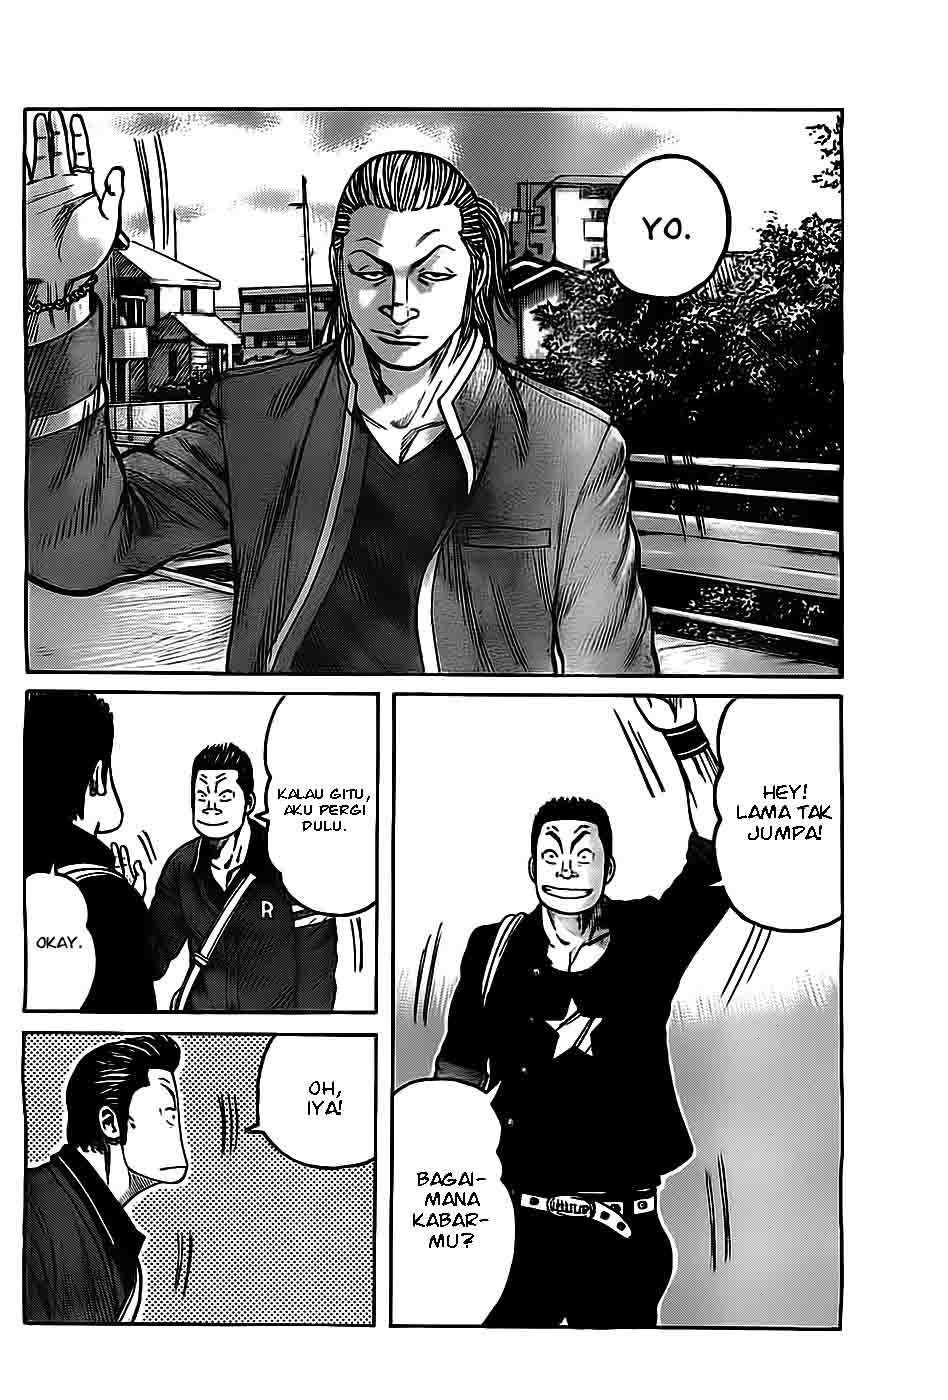 YO.
HEY!
LAMA TAK
JUMPA!
BAGAI-
MANA
KABAR-
MU?
KALAU GITU,
AKU PERGI
DULU.
R
OKAY.
OH,
IYA!